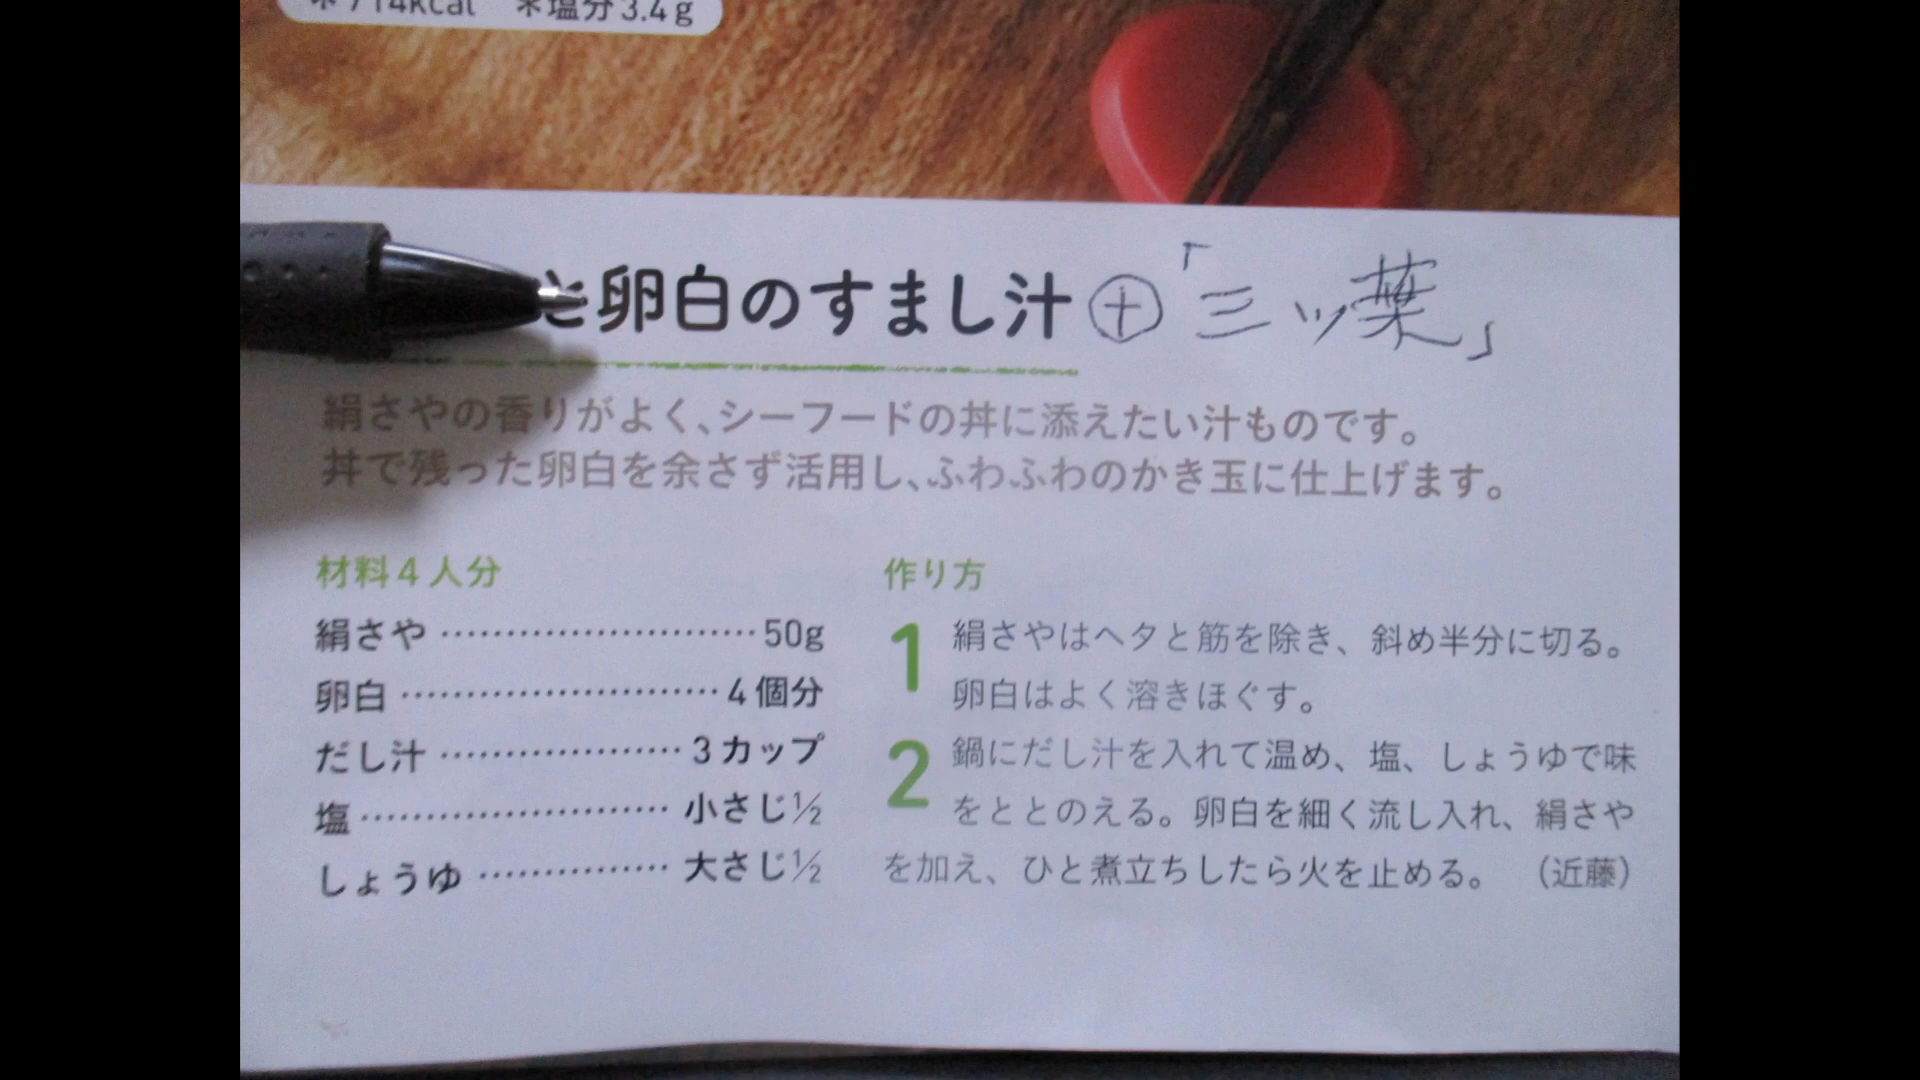 714kcal ＊塩分3.4g
と卵白のすまし汁 ⊕「三ッ葉」
絹さやの香りがよく、シーフードの丼に添えたい汁ものです。
丼で残った卵白を余さず活用し、ふわふわのかき玉に仕上げます。
材料4人分
絹さや……………………50g
卵白……………………4個分
だし汁………………3カップ
塩……………………小さじ½
しょうゆ……………大さじ½
作り方
1 絹さやはヘタと筋を除き、斜め半分に切る。
卵白はよく溶きほぐす。
2 鍋にだし汁を入れて温め、塩、しょうゆで味
をととのえる。卵白を細く流し入れ、絹さや
を加え、ひと煮立ちしたら火を止める。（近藤）